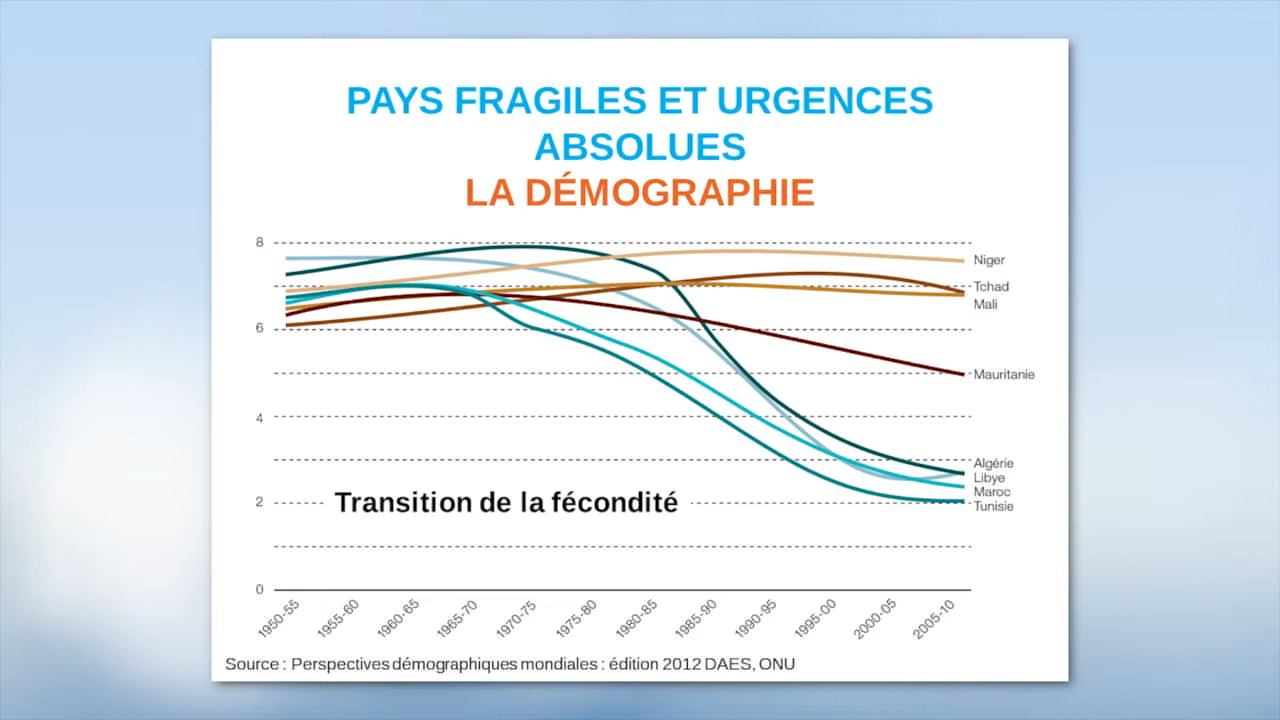 PAYS FRAGILES ET URGENCES
ABSOLUES
LA DÉMOGRAPHIE
8
6
4
2
0
Niger
Tchad
Mali
Mauritanie
Algérie
Libye
Maroc
Tunisie
Transition de la fécondité
1950-55
1955-60
1960-65
1965-70
1970-75
1975-80
1980-85
1985-90
1990-95
1995-00
2000-05
2005-10
Source : Perspectives démographiques mondiales : édition 2012 DAES, ONU